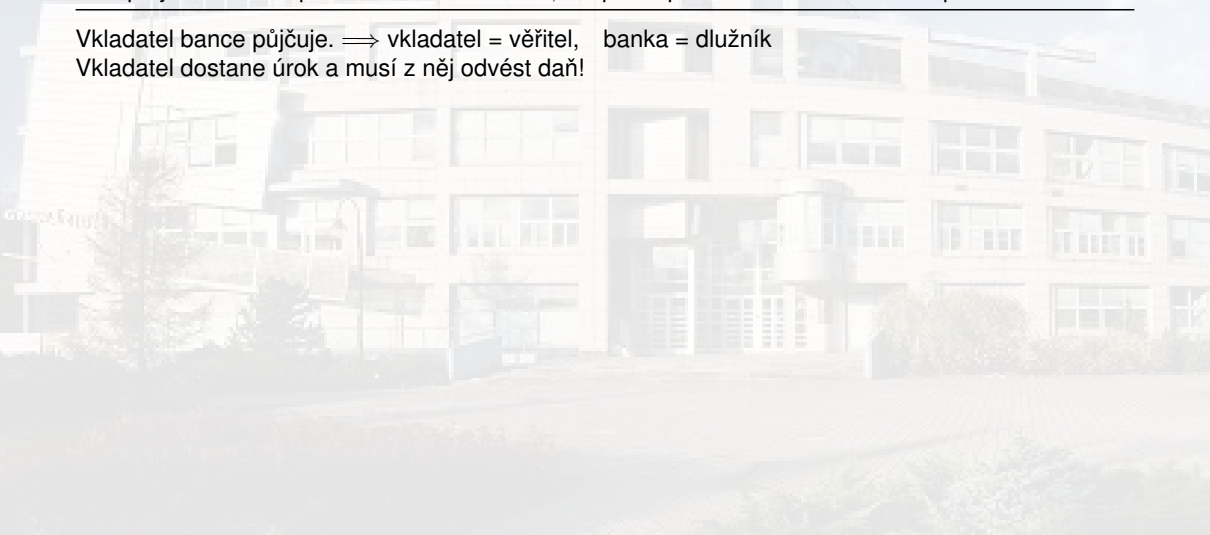 Vkladatel bance půjčuje. ⟹ vkladatel = věřitel, banka = dlužník
Vkladatel dostane úrok a musí z něj odvést daň!